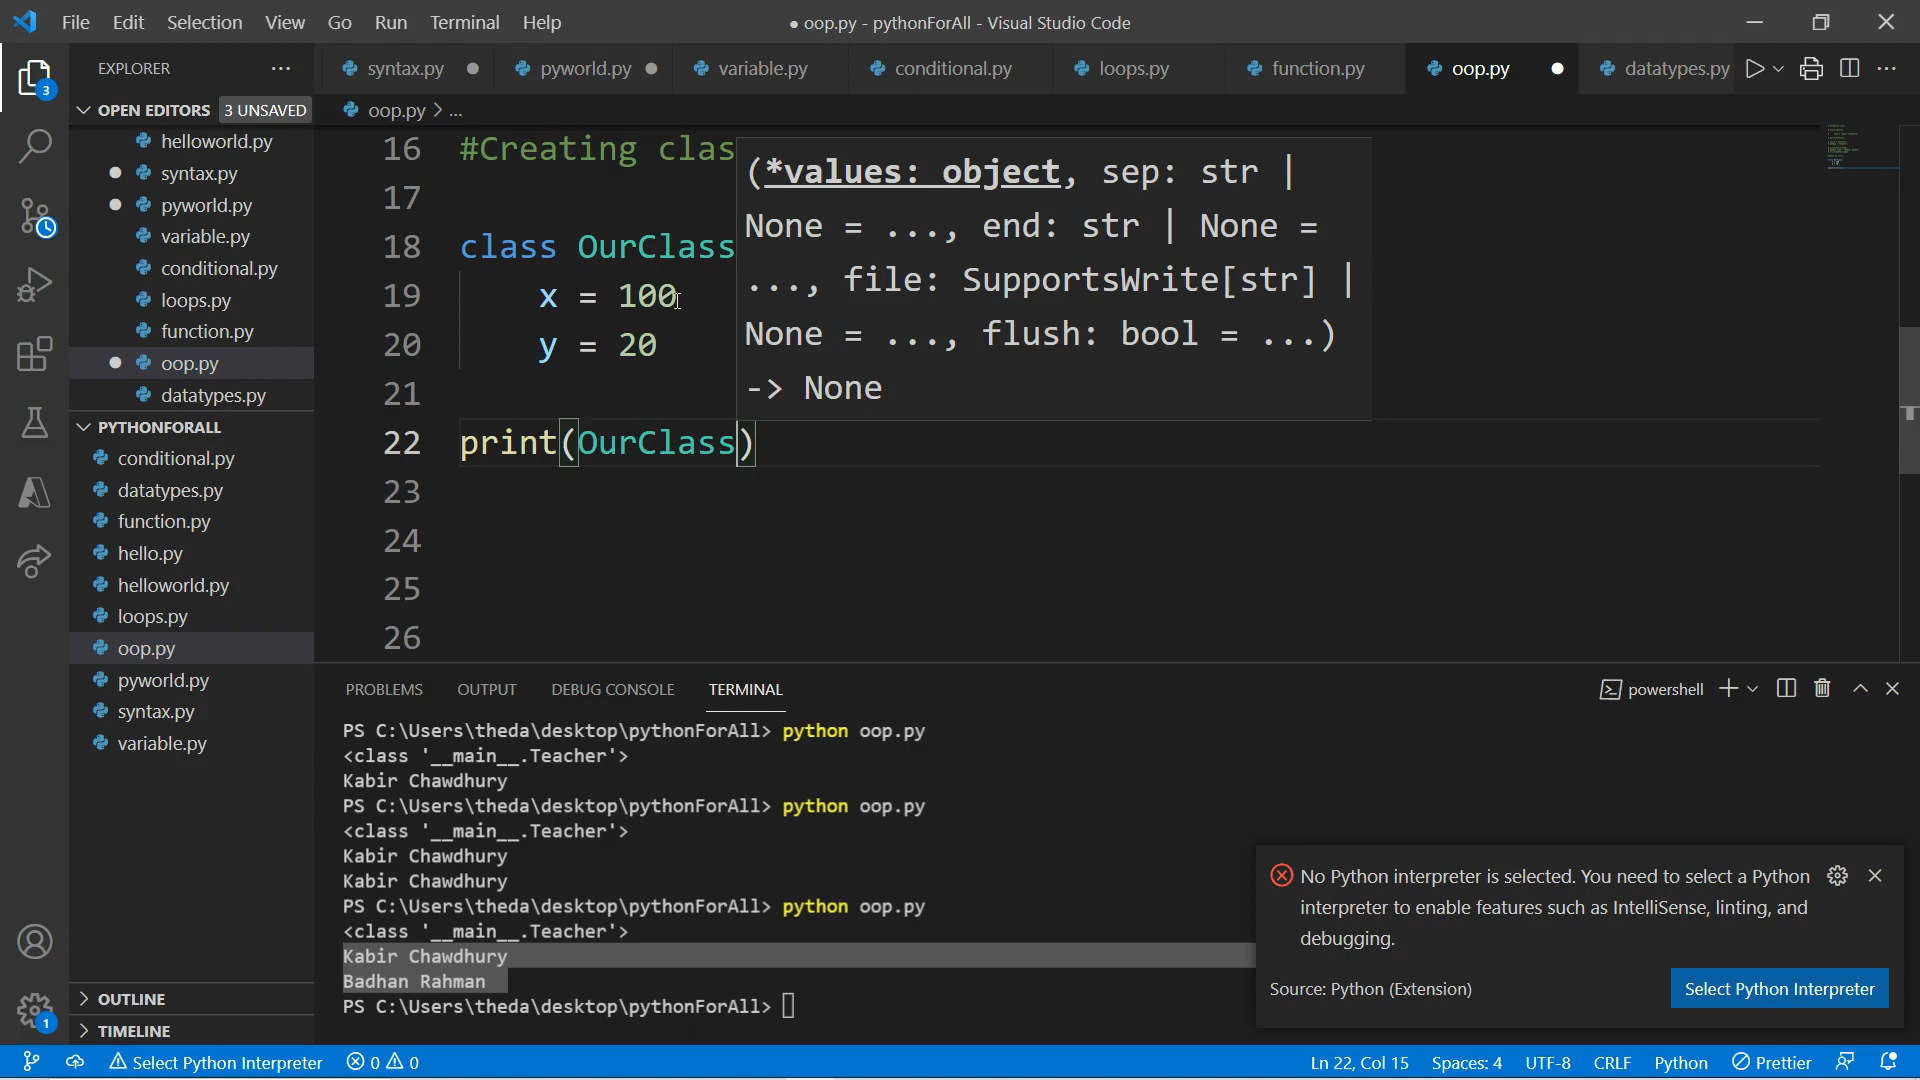 File Edit Selection View Go Run Terminal Help
● oop.py - pythonForAll - Visual Studio Code
EXPLORER
syntax.py
pyworld.py
variable.py
conditional.py
loops.py
function.py
oop.py
datatypes.py
OPEN EDITORS 3 UNSAVED
helloworld.py
syntax.py
pyworld.py
variable.py
conditional.py
loops.py
function.py
oop.py
datatypes.py
PYTHONFORALL
conditional.py
datatypes.py
function.py
hello.py
helloworld.py
loops.py
oop.py
pyworld.py
syntax.py
variable.py
OUTLINE
TIMELINE
3
1
oop.py > ...
16 #Creating clas
17
18 class OurClass
19 x = 100
20 y = 20
21
22 print(OurClass)
23
24
25
26
(*values: object, sep: str |
None = ..., end: str | None =
..., file: SupportsWrite[str] |
None = ..., flush: bool = ...)
-> None
PROBLEMS OUTPUT DEBUG CONSOLE TERMINAL
powershell
PS C:\Users\theda\desktop\pythonForAll> python oop.py
<class '__main__.Teacher'>
Kabir Chawdhury
PS C:\Users\theda\desktop\pythonForAll> python oop.py
<class '__main__.Teacher'>
Kabir Chawdhury
Kabir Chawdhury
PS C:\Users\theda\desktop\pythonForAll> python oop.py
<class '__main__.Teacher'>
Kabir Chawdhury
Badhan Rahman
PS C:\Users\theda\desktop\pythonForAll>
No Python interpreter is selected. You need to select a Python
interpreter to enable features such as IntelliSense, linting, and
debugging.
Source: Python (Extension)
Select Python Interpreter
Select Python Interpreter 0 0
Ln 22, Col 15 Spaces: 4 UTF-8 CRLF Python Prettier